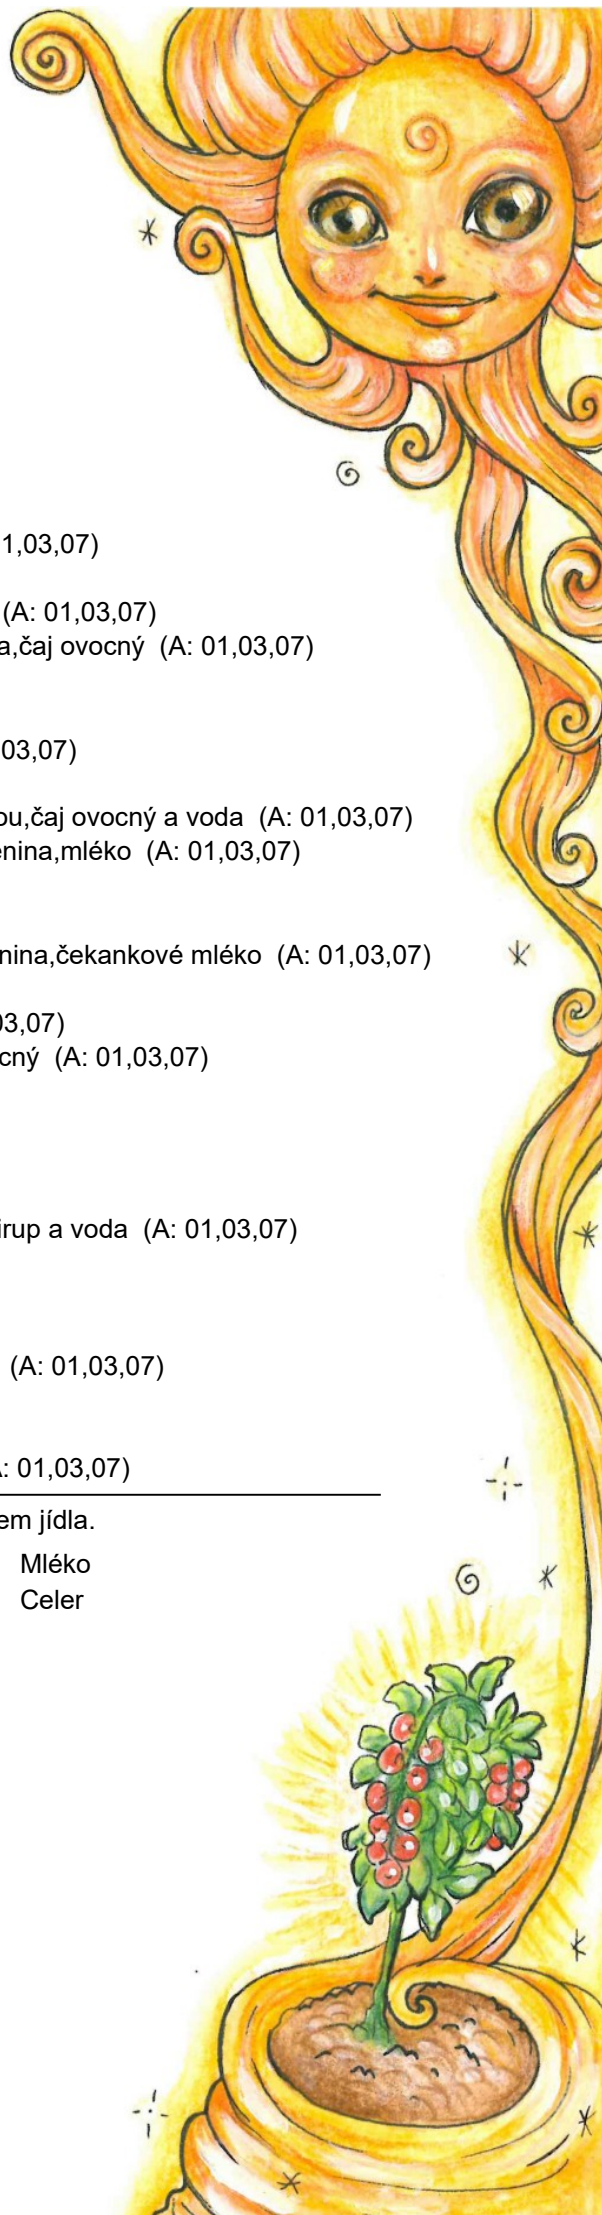 1,03,07)
(A: 01,03,07)
a,čaj ovocný (A: 01,03,07)
03,07)
ou,čaj ovocný a voda (A: 01,03,07)
enina,mléko (A: 01,03,07)
nina,čekankové mléko (A: 01,03,07)
03,07)
cný (A: 01,03,07)
irup a voda (A: 01,03,07)
(A: 01,03,07)
: 01,03,07)
em jídla.
Mléko
Celer